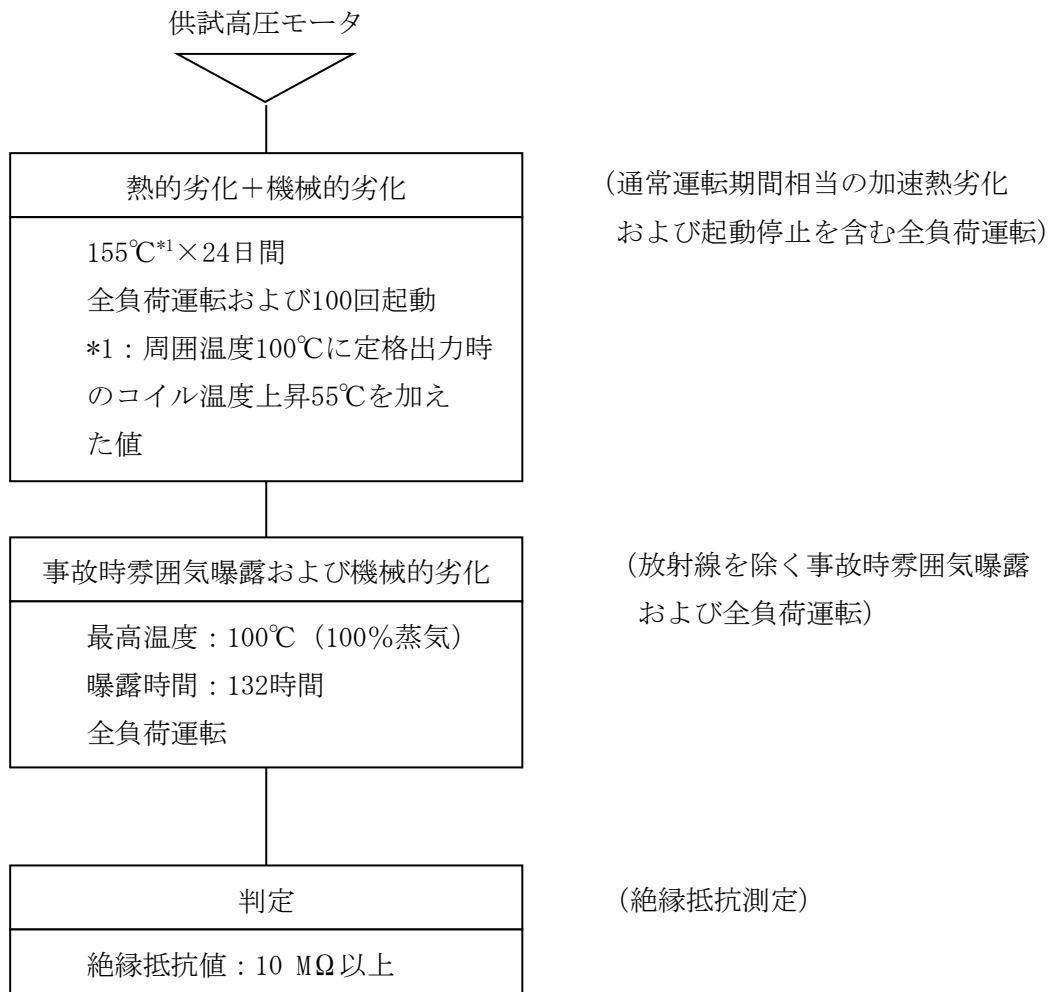 供試高圧モータ
熱的劣化＋機械的劣化
（通常運転期間相当の加速熱劣化
および起動停止を含む全負荷運転）
155℃*1×24日間
全負荷運転および100回起動
*1：周囲温度100℃に定格出力時
のコイル温度上昇55℃を加え
た値
事故時雰囲気曝露および機械的劣化
（放射線を除く事故時雰囲気曝露
および全負荷運転）
最高温度：100℃（100％蒸気）
曝露時間：132時間
全負荷運転
判定
（絶縁抵抗測定）
絶縁抵抗値：10 MΩ以上